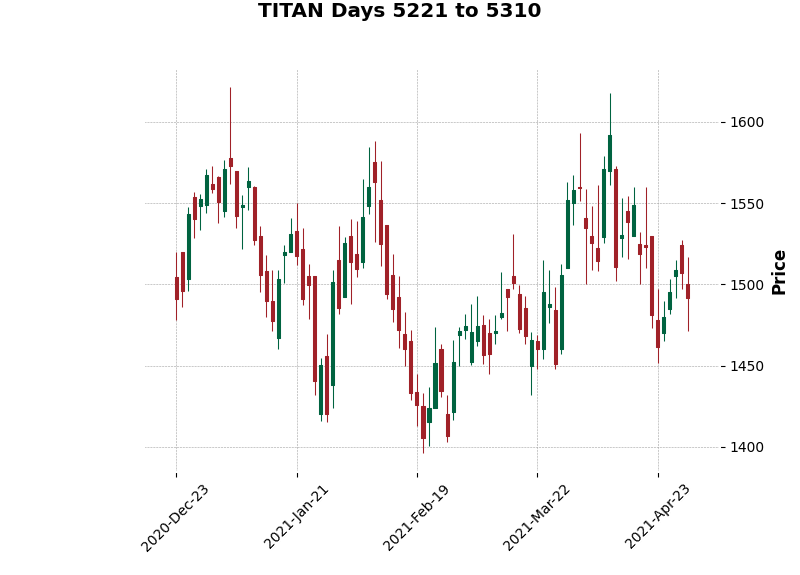 TITAN Days 5221 to 5310
1600
1550
1500
1450
1400
Price
2020-Dec-23
2021-Jan-21
2021-Feb-19
2021-Mar-22
2021-Apr-23